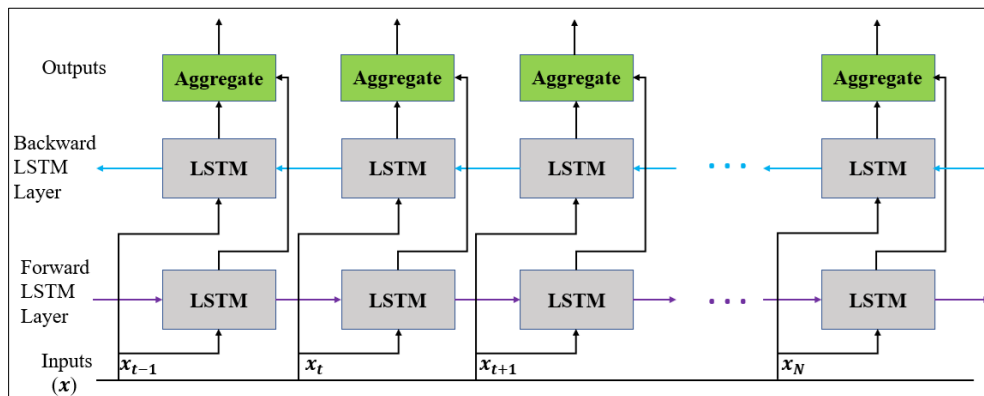 Outputs
Aggregate Aggregate Aggregate Aggregate
Backward
LSTM
Layer
LSTM LSTM LSTM ... LSTM
Forward
LSTM
Layer
LSTM LSTM LSTM ... LSTM
Inputs
(x)
x_{t-1} x_t x_{t+1} x_N